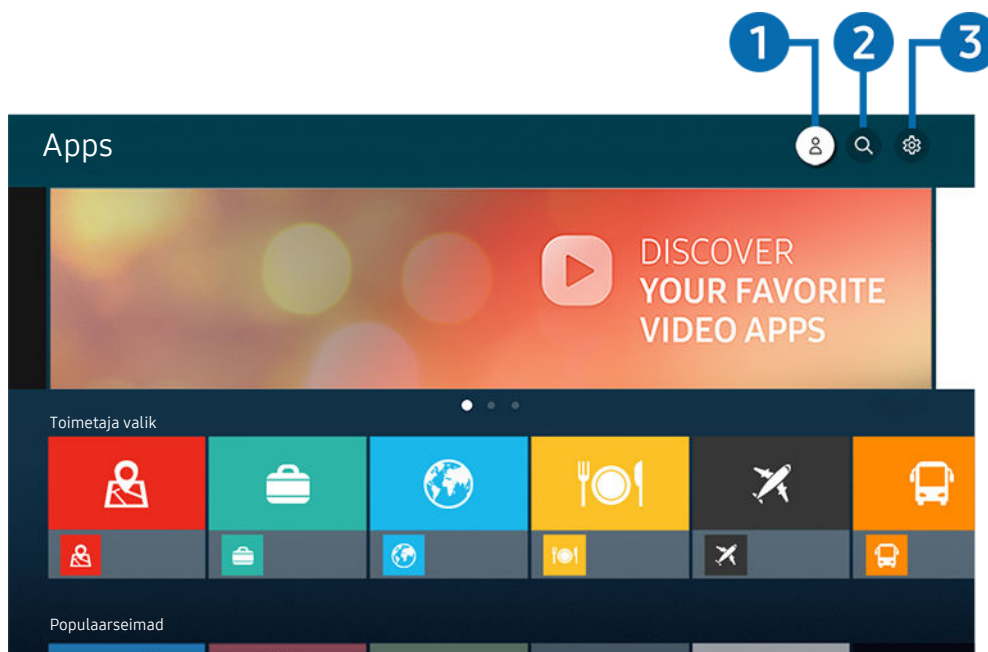 1 2 3
Apps
DISCOVER
YOUR FAVORITE
VIDEO APPS
Toimetaja valik
Populaarseimad